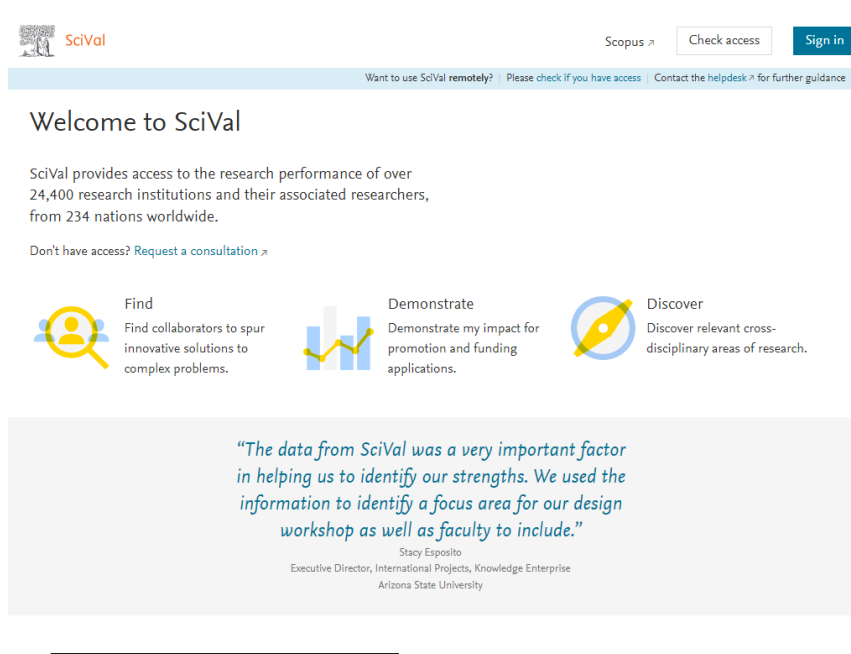 SciVal
Scopus ↗
Check access
Sign in
Want to use SciVal remotely? | Please check if you have access | Contact the helpdesk ↗ for further guidance
Welcome to SciVal
SciVal provides access to the research performance of over
24,400 research institutions and their associated researchers,
from 234 nations worldwide.
Don't have access? Request a consultation ↗
Find
Find collaborators to spur
innovative solutions to
complex problems.
Demonstrate
Demonstrate my impact for
promotion and funding
applications.
Discover
Discover relevant cross-
disciplinary areas of research.
“The data from SciVal was a very important factor
in helping us to identify our strengths. We used the
information to identify a focus area for our design
workshop as well as faculty to include.”
Stacy Esposito
Executive Director, International Projects, Knowledge Enterprise
Arizona State University